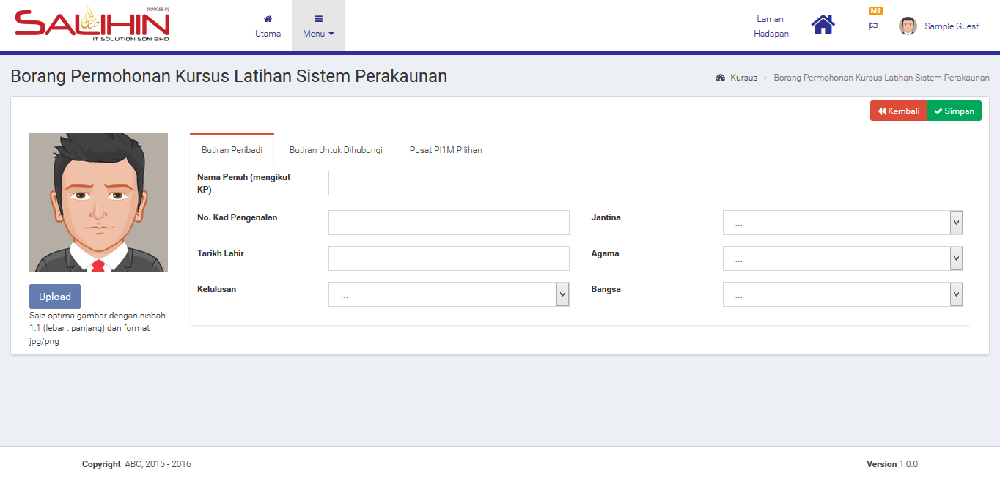 (929958-P)
SALIHIN
IT SOLUTION SDN BHD
Utama
Menu
Laman
Hadapan
MS
Sample Guest
Borang Permohonan Kursus Latihan Sistem Perakaunan
Kursus > Borang Permohonan Kursus Latihan Sistem Perakaunan
Kembali
Simpan
Butiran Peribadi
Butiran Untuk Dihubungi
Pusat PI1M Pilihan
Nama Penuh (mengikut
KP)
No. Kad Pengenalan
Jantina
...
Tarikh Lahir
Agama
...
Kelulusan
...
Bangsa
...
Upload
Saiz optima gambar dengan nisbah
1:1 (lebar : panjang) dan format
jpg/png
Copyright ABC, 2015 - 2016
Version 1.0.0